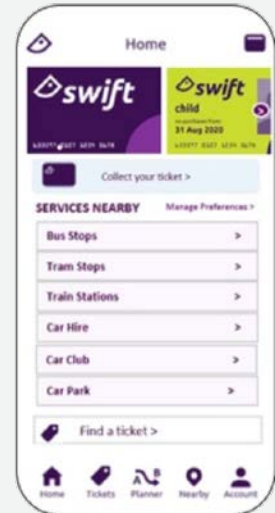 Home
swift
swift
child
31 Aug 2020
Collect your ticket >
SERVICES NEARBY Manage Preferences >
Bus Stops >
Tram Stops >
Train Stations >
Car Hire >
Car Club >
Car Park >
Find a ticket >
A B
Home Tickets Planner Nearby Account